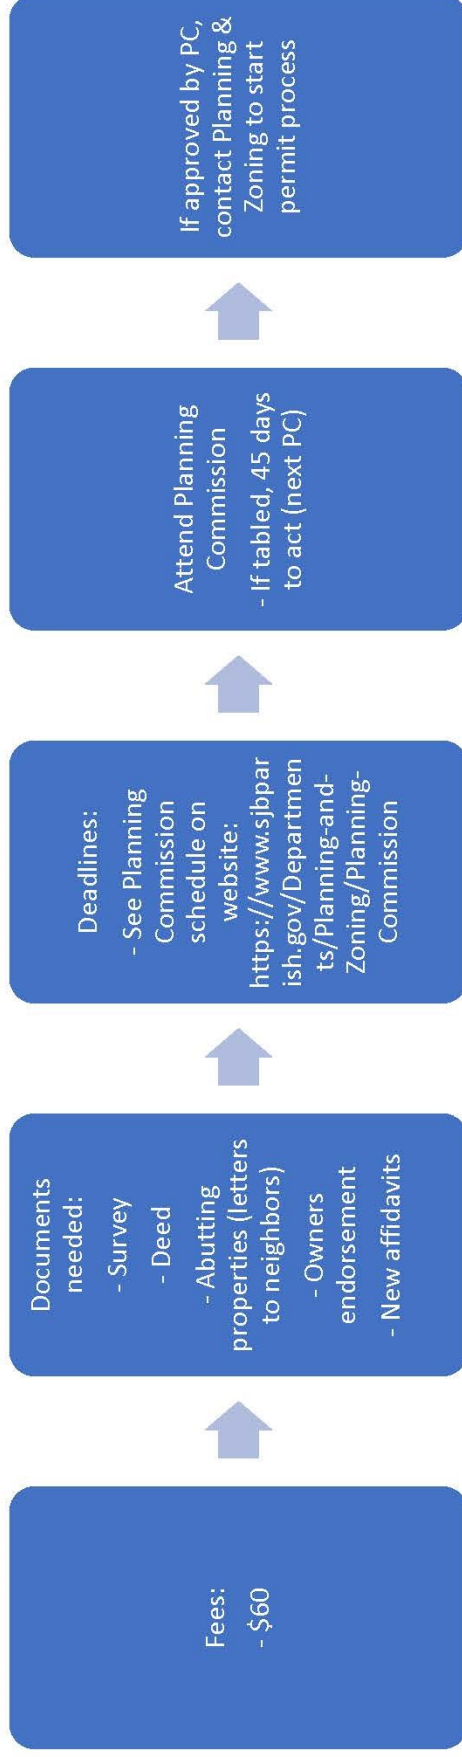 Fees:
- $60
Documents
needed:
- Survey
- Deed
- Abutting
properties (letters
to neighbors)
- Owners
endorsement
- New affidavits
Deadlines:
- See Planning
Commission
schedule on
website:
https://www.sjbpar
ish.gov/Departmen
ts/Planning-and-
Zoning/Planning-
Commission
Attend Planning
Commission
- If tabled, 45 days
to act (next PC)
If approved by PC,
contact Planning &
Zoning to start
permit process